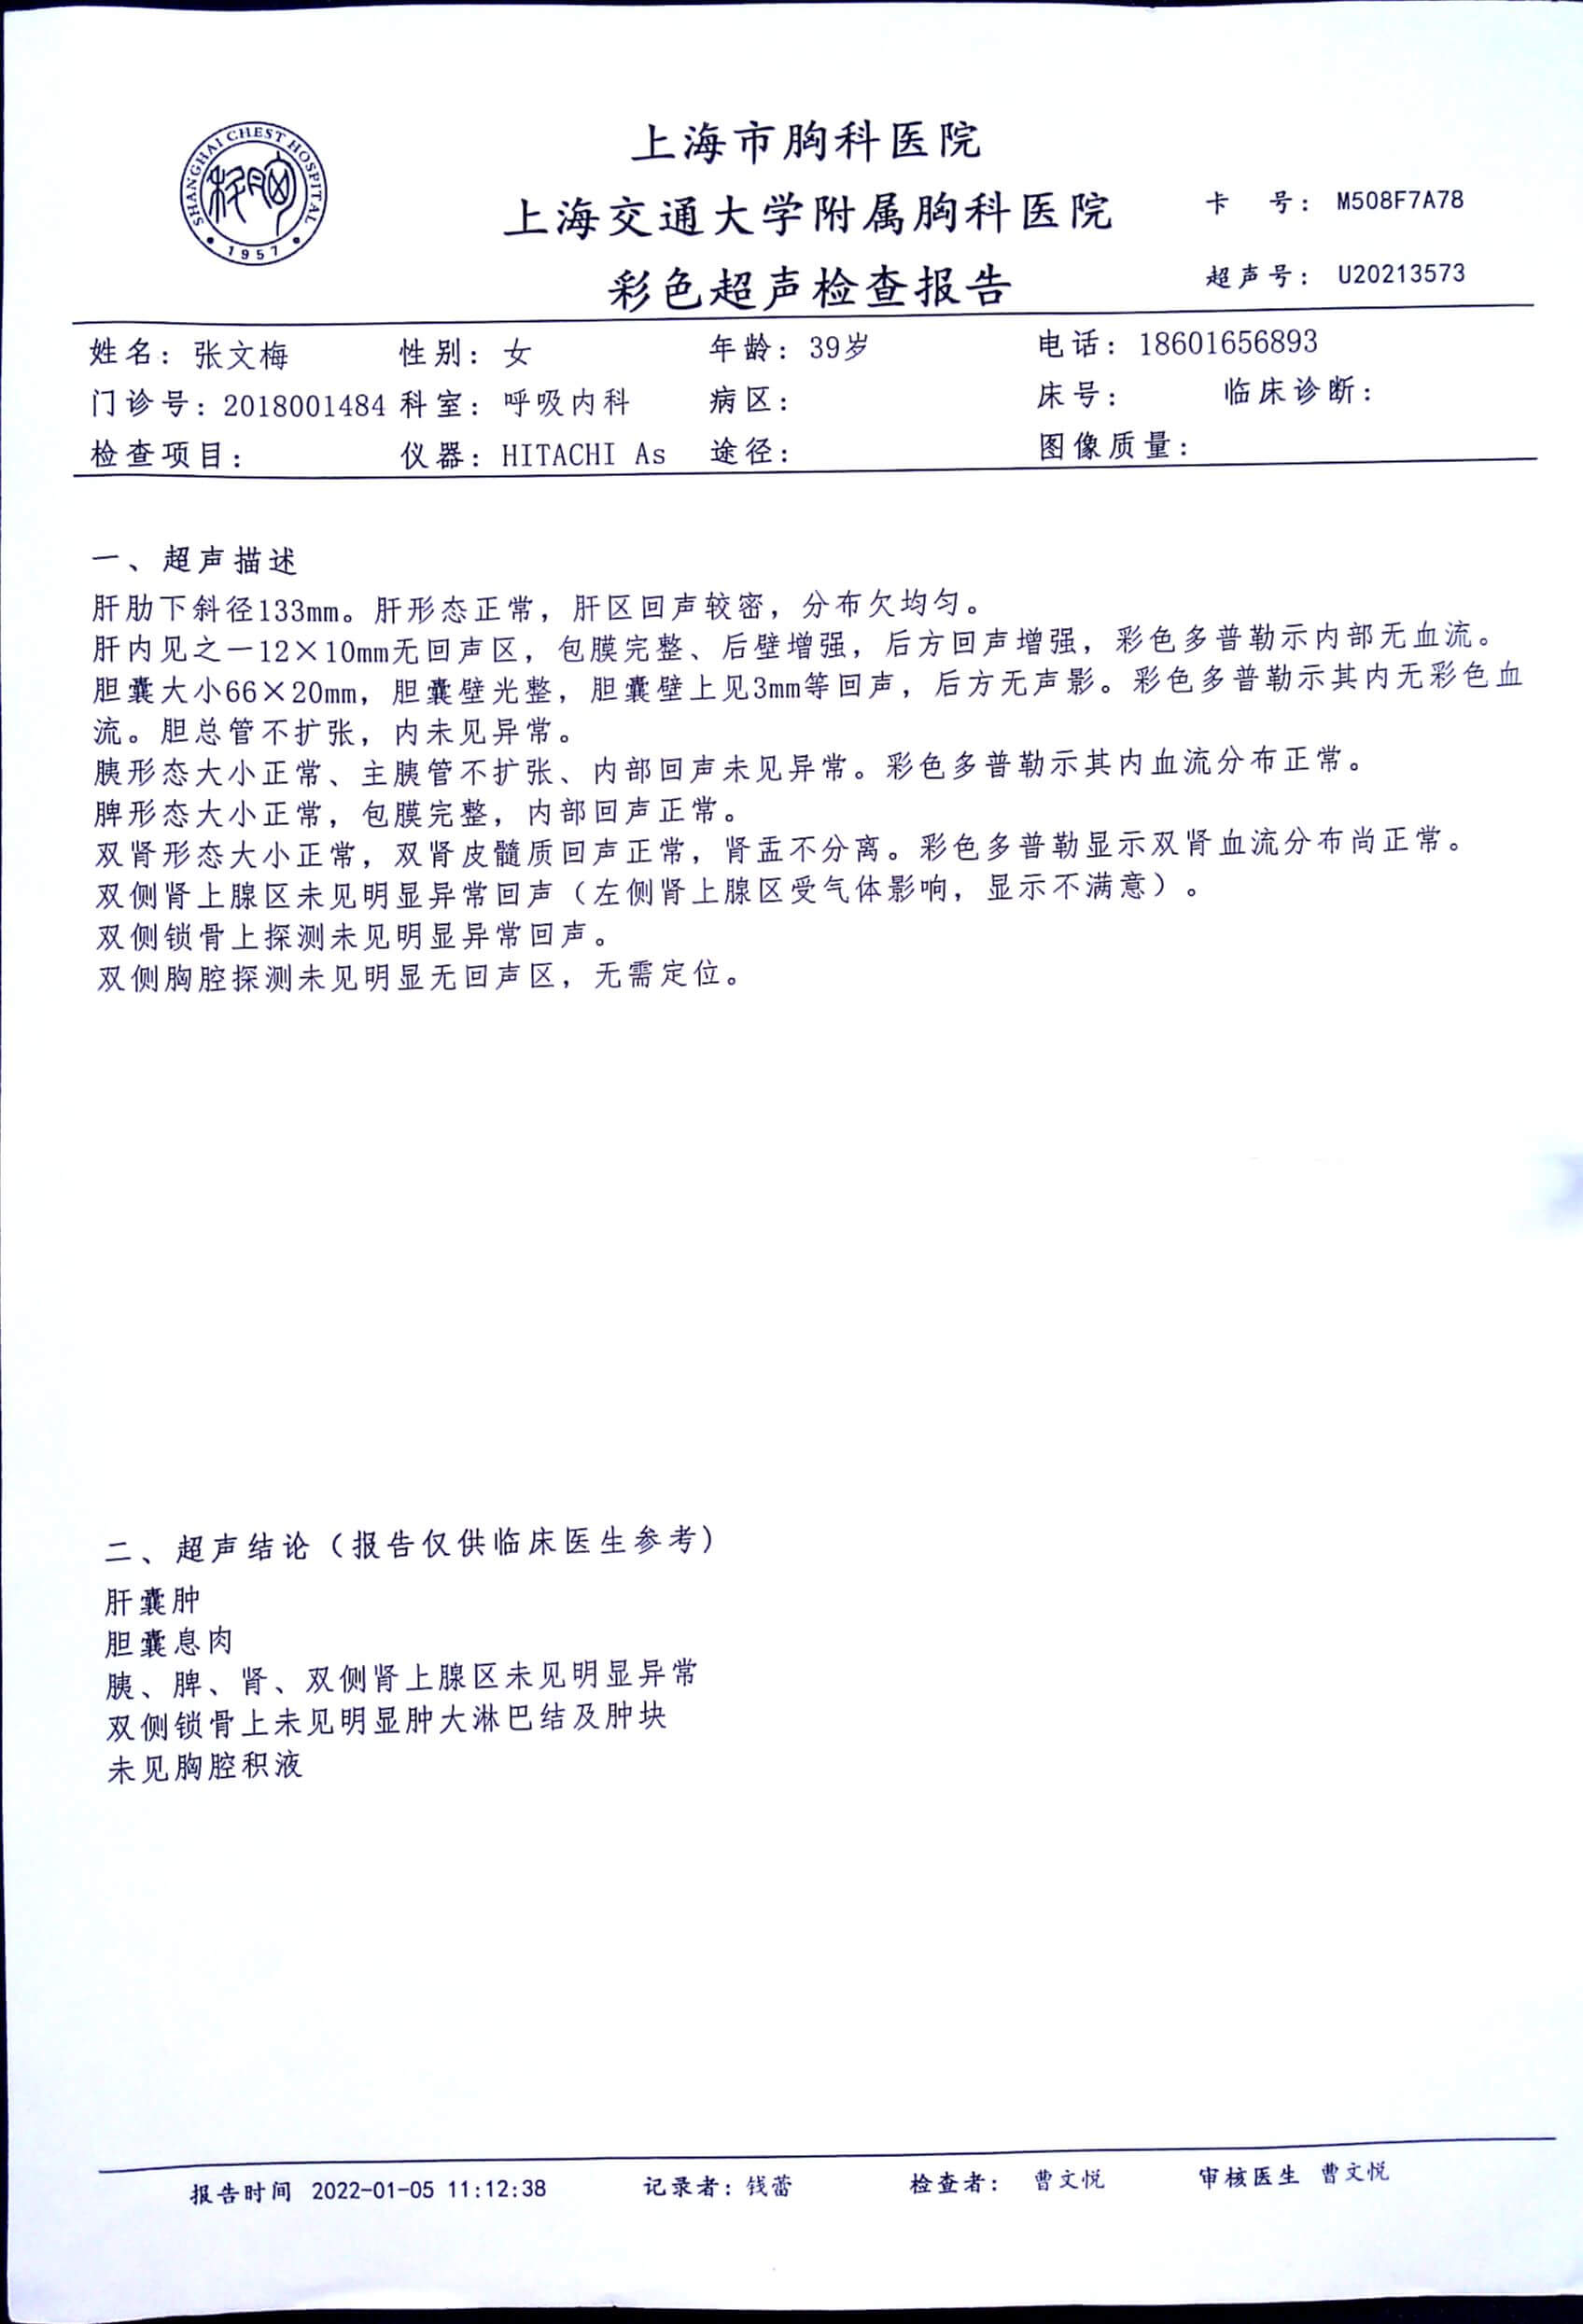 SHANGHAI CHEST HOSPITAL
1957
上海市胸科医院
上海交通大学附属胸科医院
彩色超声检查报告
卡 号: M508F7A78
超声号: U20213573
姓名: 张文梅 性别: 女 年龄: 39岁 电话: 18601656893
门诊号: 2018001484 科室: 呼吸内科 病区: 床号: 临床诊断:
检查项目: 仪器: HITACHI As 途径: 图像质量:
一、超声描述
肝肋下斜径133mm。肝形态正常，肝区回声较密，分布欠均匀。
肝内见之一12×10mm无回声区，包膜完整、后壁增强，后方回声增强，彩色多普勒示内部无血流。
胆囊大小66×20mm，胆囊壁光整，胆囊壁上见3mm等回声，后方无声影。彩色多普勒示其内无彩色血
流。胆总管不扩张，内未见异常。
胰形态大小正常、主胰管不扩张、内部回声未见异常。彩色多普勒示其内血流分布正常。
脾形态大小正常，包膜完整，内部回声正常。
双肾形态大小正常，双肾皮髓质回声正常，肾盂不分离。彩色多普勒显示双肾血流分布尚正常。
双侧肾上腺区未见明显异常回声（左侧肾上腺区受气体影响，显示不满意）。
双侧锁骨上探测未见明显异常回声。
双侧胸腔探测未见明显无回声区，无需定位。
二、超声结论（报告仅供临床医生参考）
肝囊肿
胆囊息肉
胰、脾、肾、双侧肾上腺区未见明显异常
双侧锁骨上未见明显肿大淋巴结及肿块
未见胸腔积液
报告时间 2022-01-05 11:12:38 记录者: 钱蕾 检查者: 曹文悦 审核医生 曹文悦